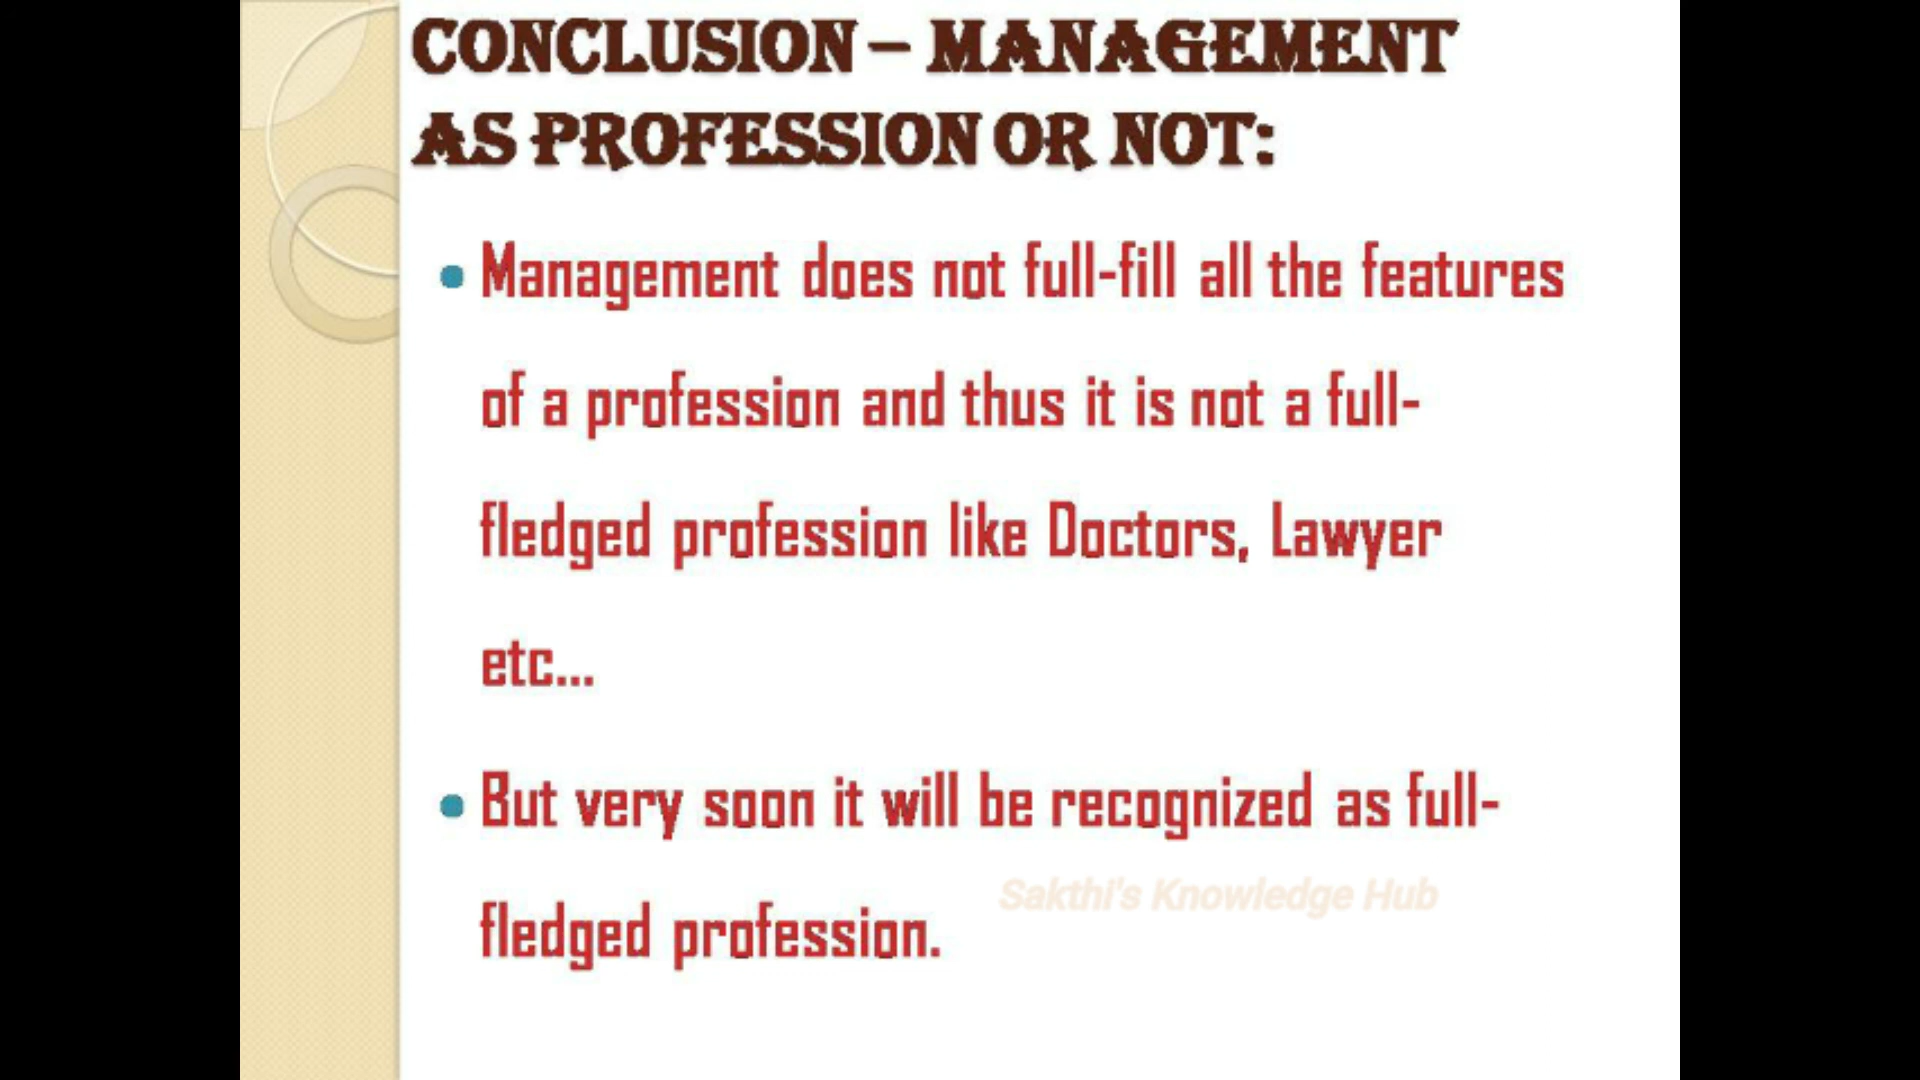 CONCLUSION – MANAGEMENT
AS PROFESSION OR NOT:
• Management does not full-fill all the features
of a profession and thus it is not a full-
fledged profession like Doctors, Lawyer
etc...
• But very soon it will be recognized as full-
Sakthi's Knowledge Hub
fledged profession.